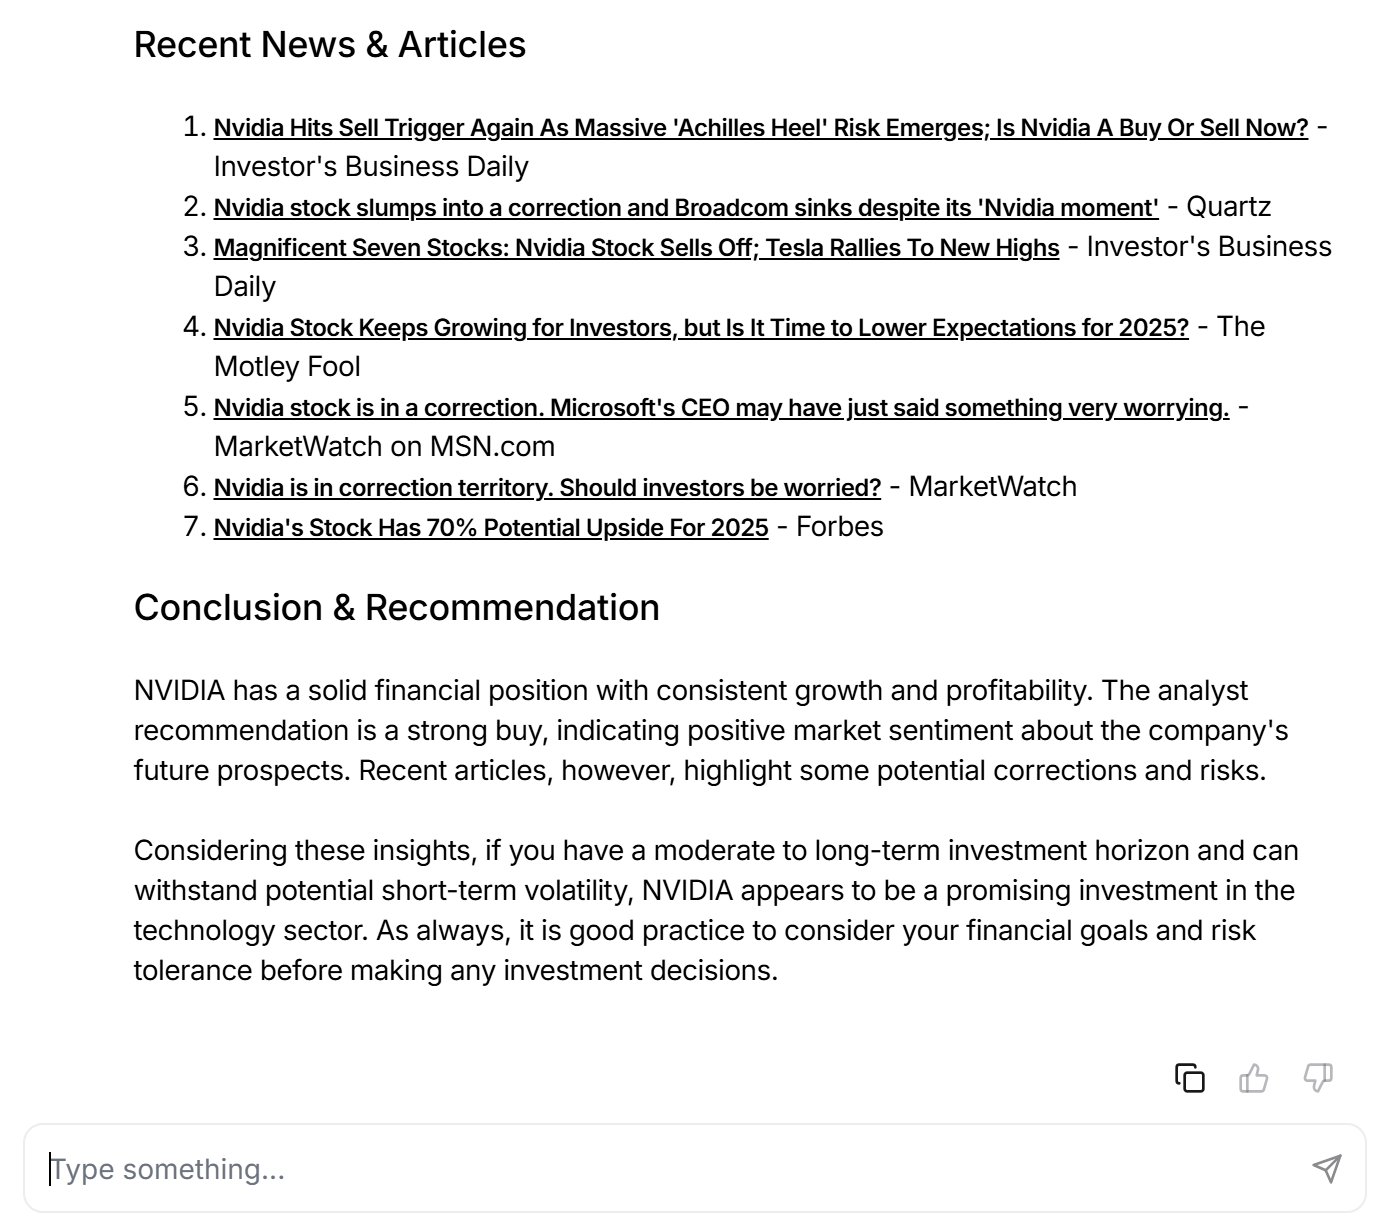 Recent News & Articles
1. Nvidia Hits Sell Trigger Again As Massive 'Achilles Heel' Risk Emerges; Is Nvidia A Buy Or Sell Now? -
Investor's Business Daily
2. Nvidia stock slumps into a correction and Broadcom sinks despite its 'Nvidia moment' - Quartz
3. Magnificent Seven Stocks: Nvidia Stock Sells Off; Tesla Rallies To New Highs - Investor's Business
Daily
4. Nvidia Stock Keeps Growing for Investors, but Is It Time to Lower Expectations for 2025? - The
Motley Fool
5. Nvidia stock is in a correction. Microsoft's CEO may have just said something very worrying. -
MarketWatch on MSN.com
6. Nvidia is in correction territory. Should investors be worried? - MarketWatch
7. Nvidia's Stock Has 70% Potential Upside For 2025 - Forbes
Conclusion & Recommendation
NVIDIA has a solid financial position with consistent growth and profitability. The analyst
recommendation is a strong buy, indicating positive market sentiment about the company's
future prospects. Recent articles, however, highlight some potential corrections and risks.
Considering these insights, if you have a moderate to long-term investment horizon and can
withstand potential short-term volatility, NVIDIA appears to be a promising investment in the
technology sector. As always, it is good practice to consider your financial goals and risk
tolerance before making any investment decisions.
Type something...